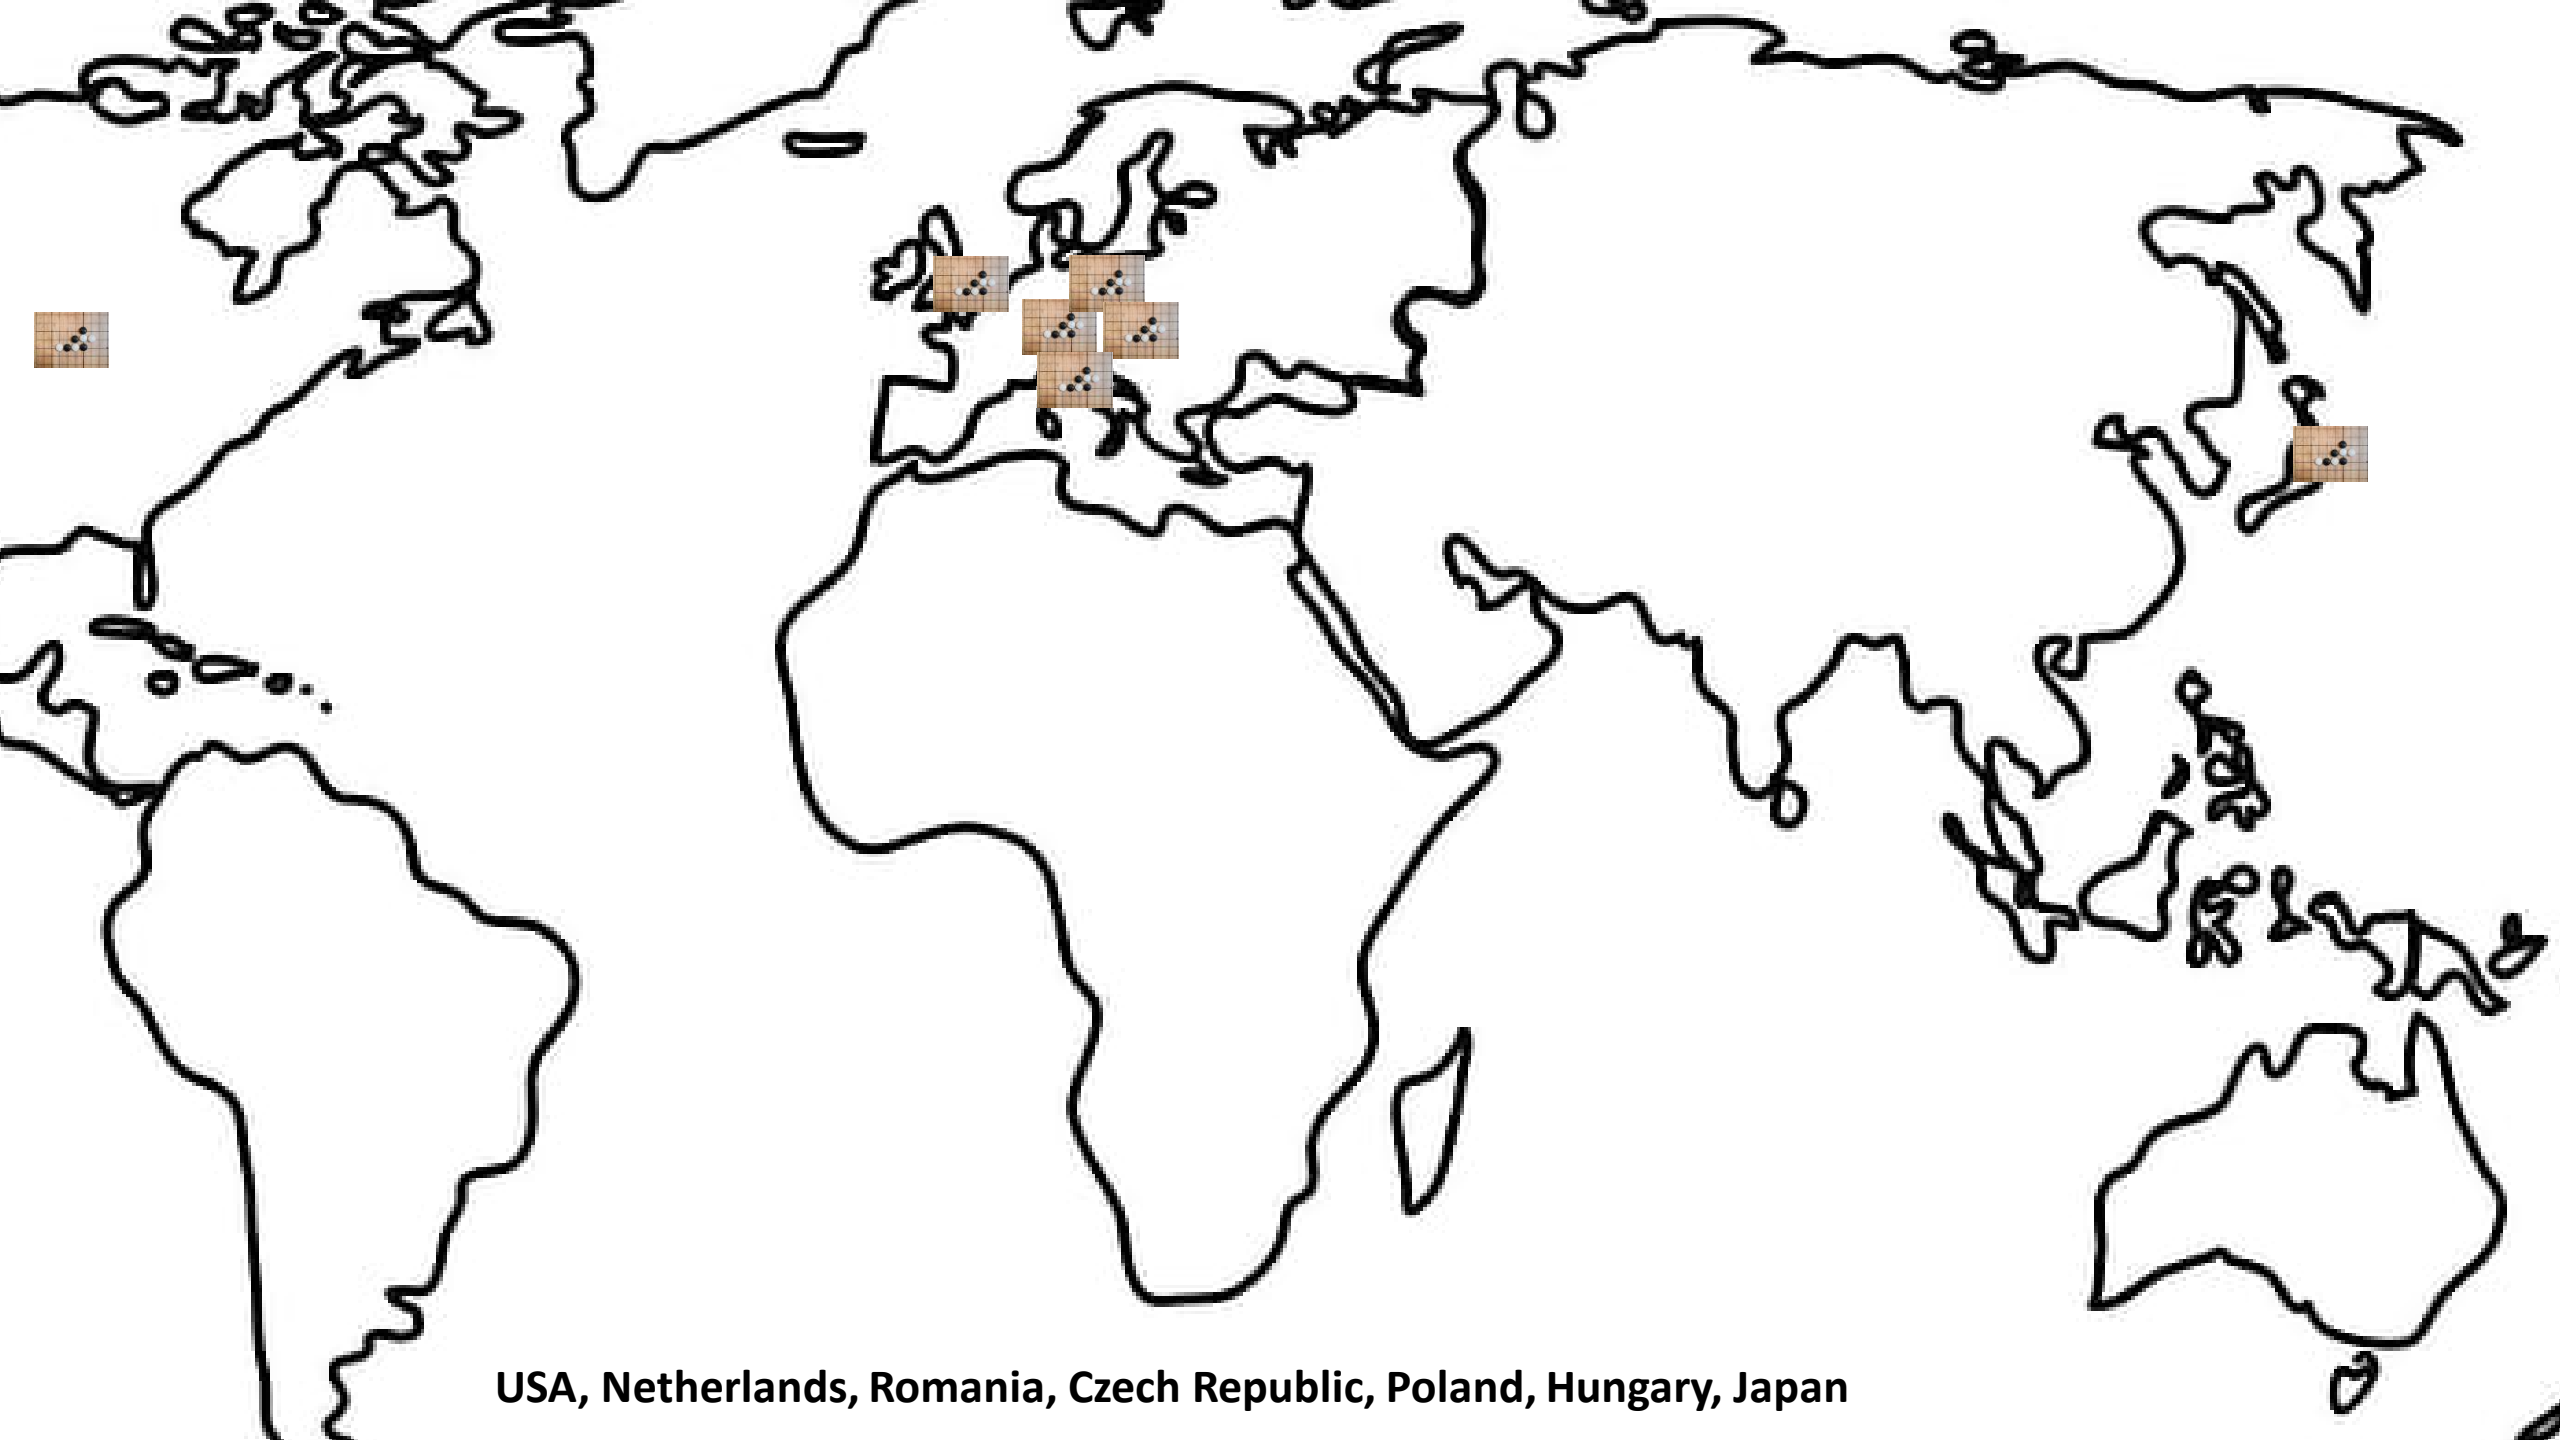 USA, Netherlands, Romania, Czech Republic, Poland, Hungary, Japan